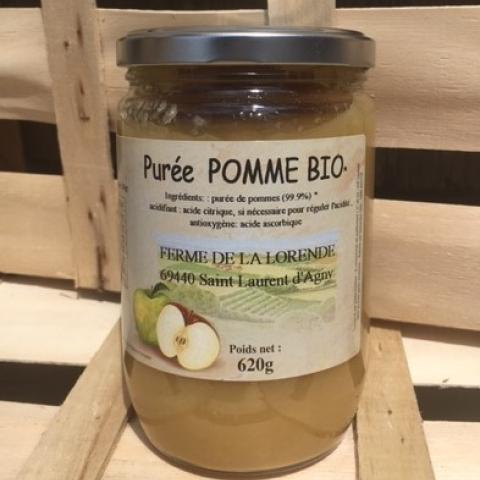 Purée POMME BIO.
Ingrédients: : purée de pommes (99.9%) *
acidifiant : acide citrique, si nécessaire pour réguler l'acidité ,
antioxygène: acide ascorbique
FERME DE LA LORENDE
69440 Saint Laurent d'Agny
Poids net :
620g